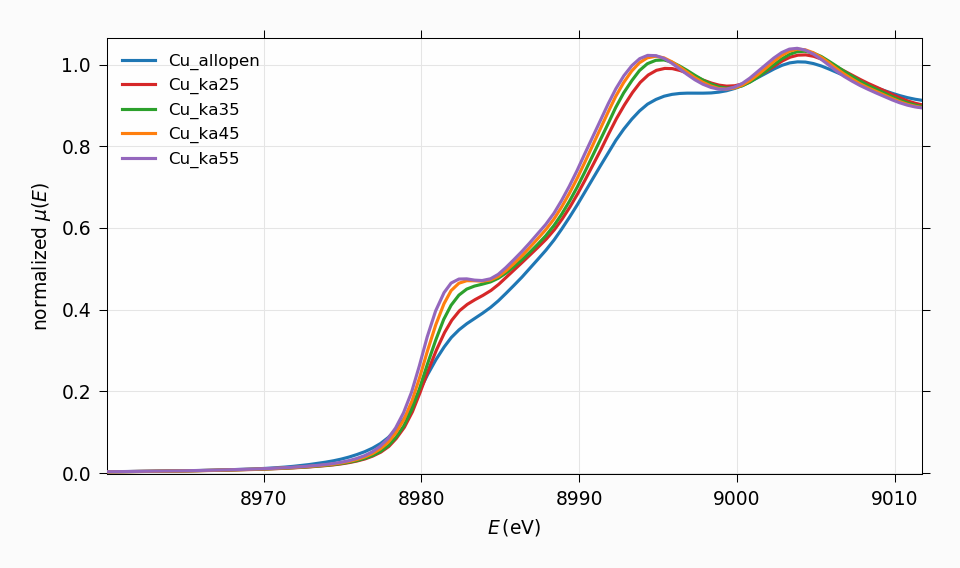 1.0
0.8
0.6
0.4
0.2
0.0
normalized μ(E)
Cu_allopen
Cu_ka25
Cu_ka35
Cu_ka45
Cu_ka55
8970 8980 8990 9000 9010
E (eV)